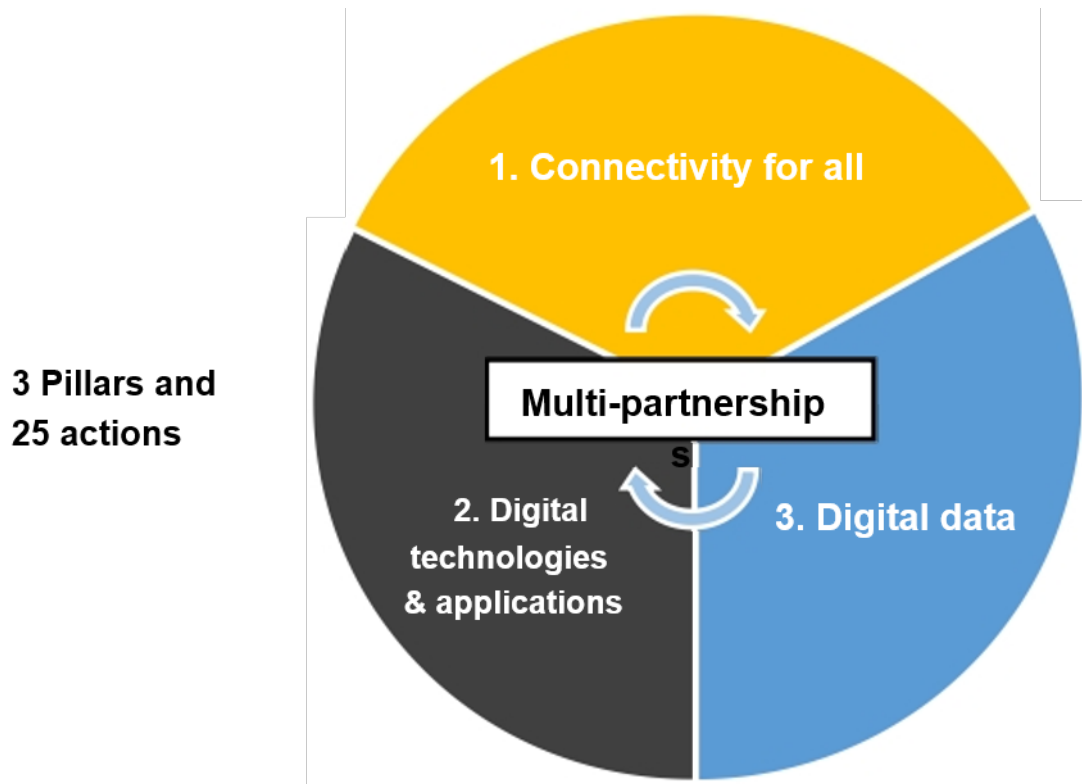 1. Connectivity for all
3 Pillars and
25 actions
Multi-partnership
s
2. Digital
technologies
& applications
3. Digital data